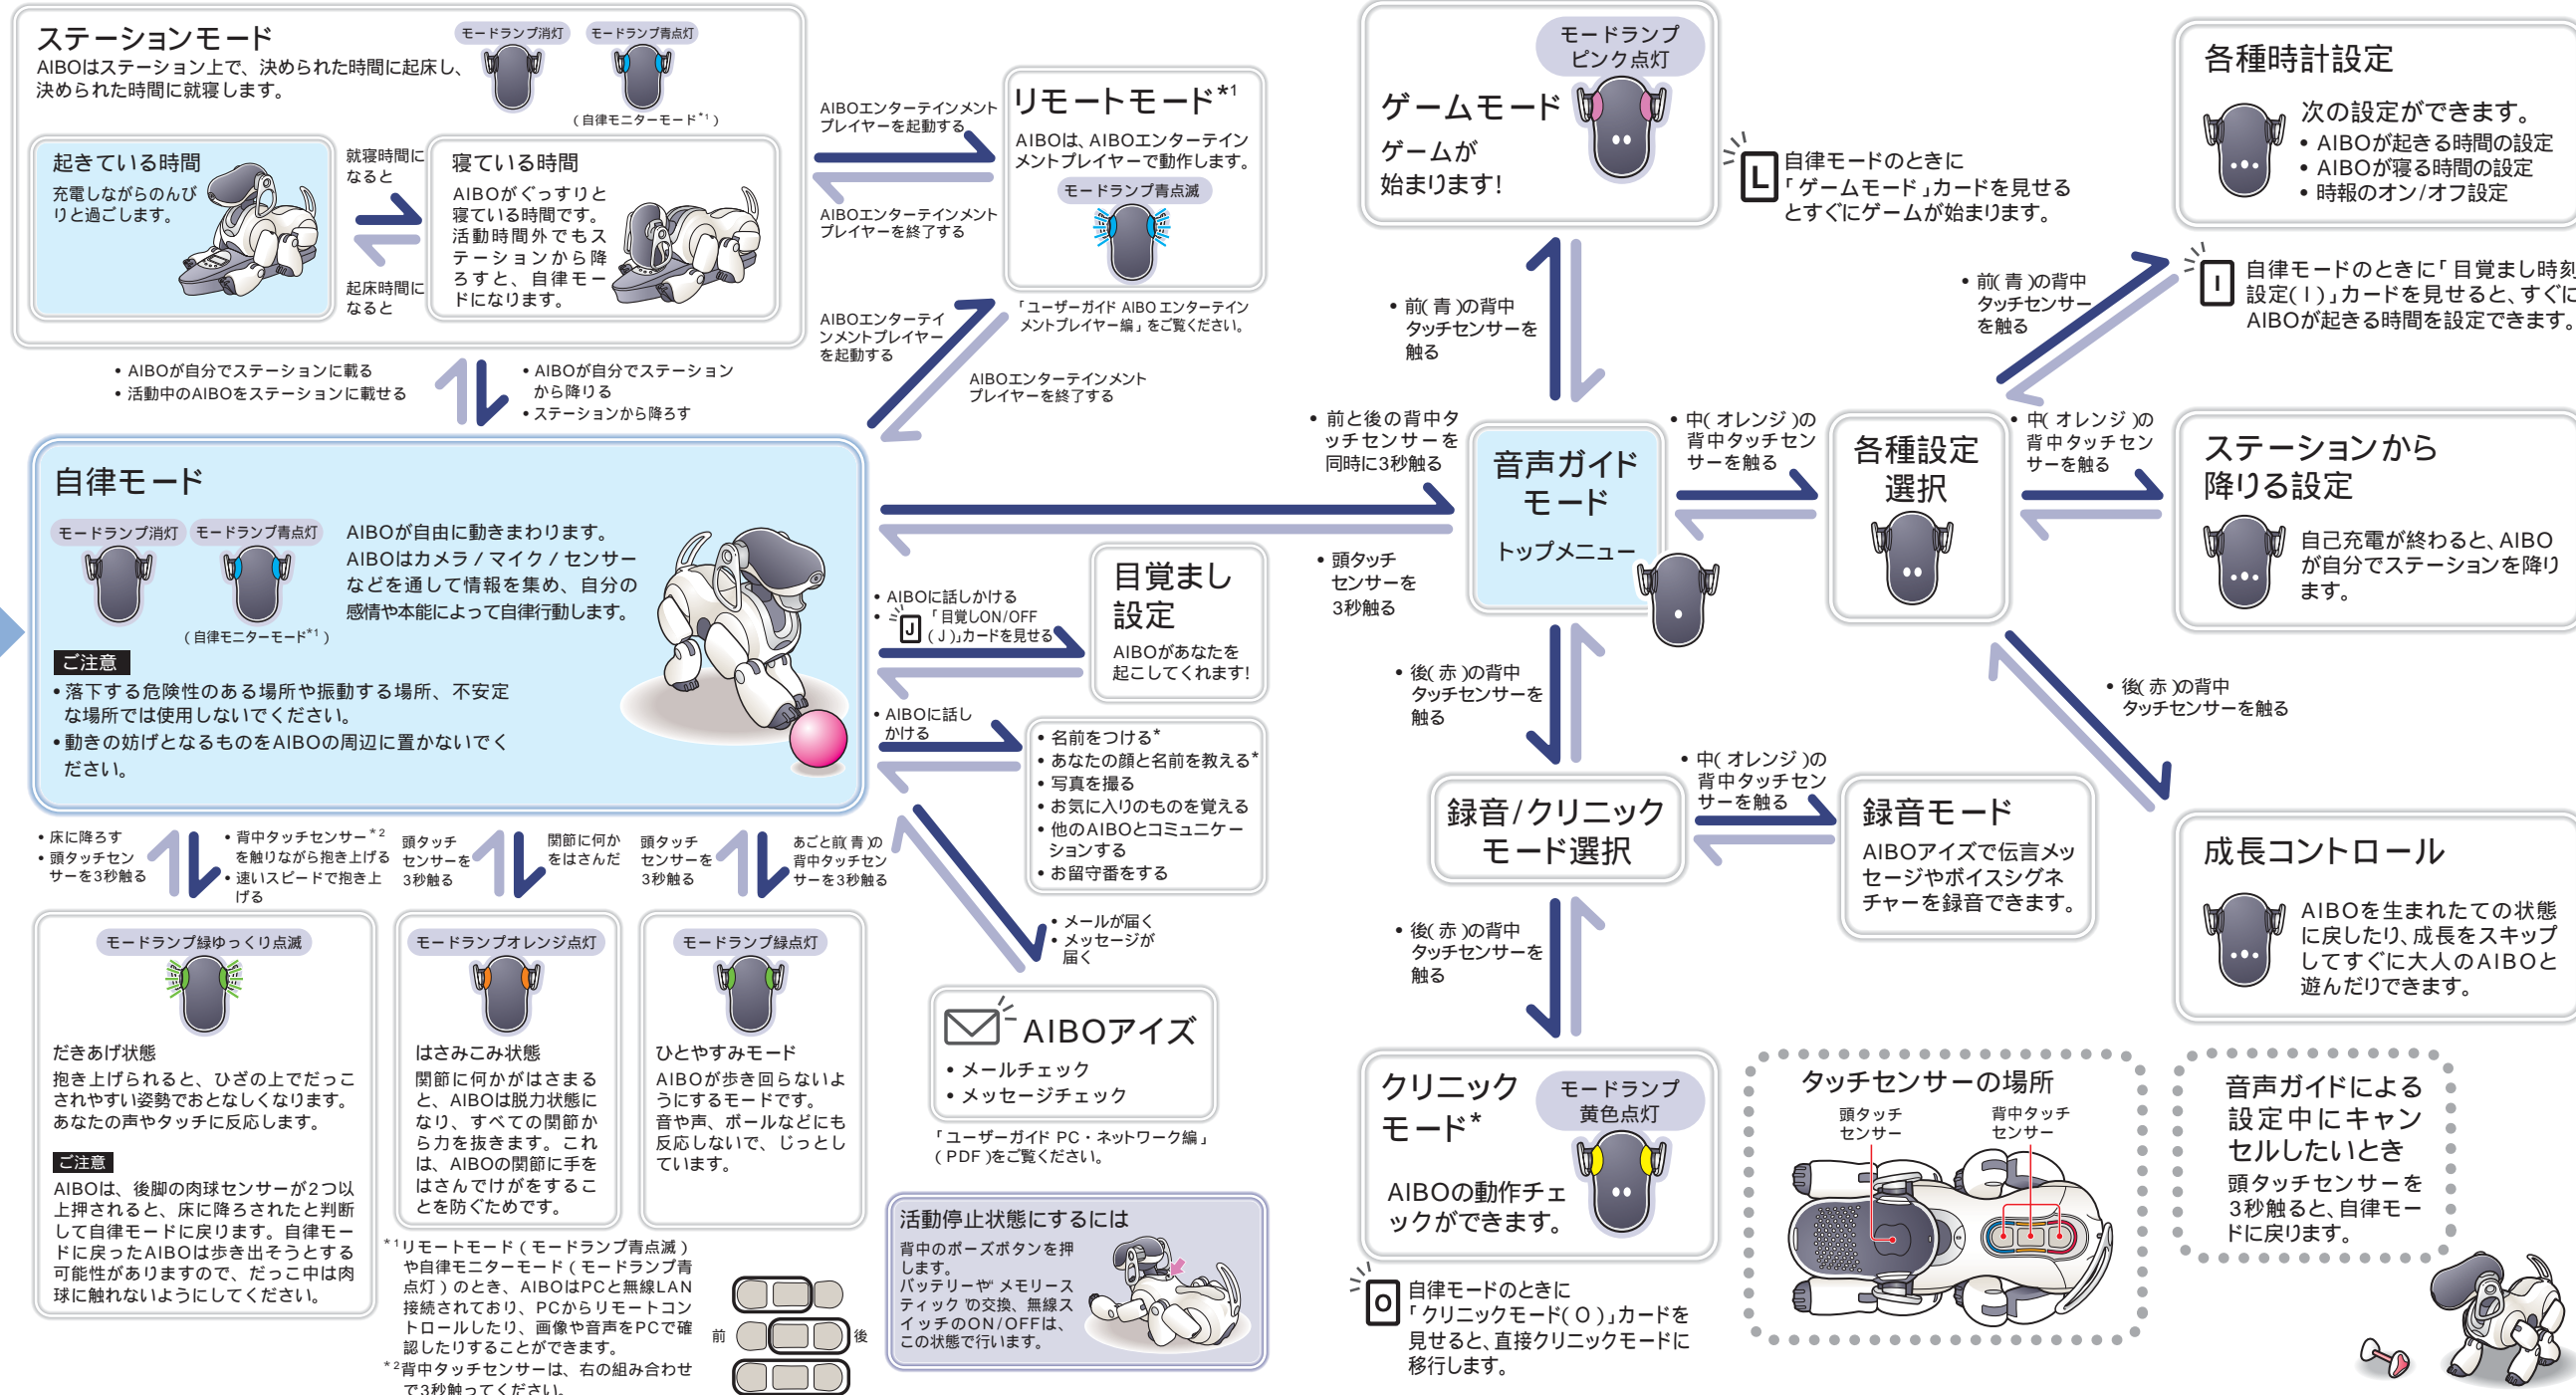 ステーションモード
AIBOはステーション上で、決められた時間に起床し、
決められた時間に就寝します。
モードランプ消灯
モードランプ青点灯
(自律モニターモード*1)
起きている時間
充電しながらのんび
りと過ごします。
就寝時間に
なると
起床時間に
なると
寝ている時間
AIBOがぐっすりと
寝ている時間です。
活動時間外でもス
テーションから降
ろすと、自律モー
ドになります。
AIBOエンターテインメント
プレイヤーを起動する
AIBOエンターテインメント
プレイヤーを終了する
リモートモード*1
AIBOは、AIBOエンターテイン
メントプレイヤーで動作します。
モードランプ青点滅
「ユーザーガイド AIBO エンターテイン
メントプレイヤー編」をご覧ください。
AIBOエンターテイ
ンメントプレイヤー
を起動する
AIBOエンターテインメント
プレイヤーを終了する
• AIBOが自分でステーションに載る
• 活動中のAIBOをステーションに載せる
• AIBOが自分でステーション
から降りる
• ステーションから降ろす
自律モード
モードランプ消灯
モードランプ青点灯
(自律モニターモード*1)
AIBOが自由に動きまわります。
AIBOはカメラ / マイク / センサー
などを通して情報を集め、自分の
感情や本能によって自律行動します。
ご注意
• 落下する危険性のある場所や振動する場所、不安定
な場所では使用しないでください。
• 動きの妨げとなるものをAIBOの周辺に置かないでく
ださい。
• AIBOに話しかける
• J 「目覚しON/OFF
(J)」カードを見せる
目覚まし
設定
AIBOがあなたを
起こしてくれます!
• AIBOに話し
かける
• 名前をつける*
• あなたの顔と名前を教える*
• 写真を撮る
• お気に入りのものを覚える
• 他のAIBOとコミュニケー
ションする
• お留守番をする
• メールが届く
• メッセージが
届く
AIBOアイズ
• メールチェック
• メッセージチェック
「ユーザーガイド PC・ネットワーク編」
(PDF)をご覧ください。
• 床に降ろす
• 頭タッチセン
サーを3秒触る
• 背中タッチセンサー*2
を触りながら抱き上げる
• 速いスピードで抱き上
げる
頭タッチ
センサーを
3秒触る
関節に何か
をはさんだ
頭タッチ
センサーを
3秒触る
あごと前(青)の
背中タッチセン
サーを3秒触る
モードランプ緑ゆっくり点滅
だきあげ状態
抱き上げられると、ひざの上でだっこ
されやすい姿勢でおとなしくなります。
あなたの声やタッチに反応します。
ご注意
AIBOは、後脚の肉球センサーが2つ以
上押されると、床に降ろされたと判断
して自律モードに戻ります。自律モー
ドに戻ったAIBOは歩き出そうとする
可能性がありますので、だっこ中は肉
球に触れないようにしてください。
モードランプオレンジ点灯
はさみこみ状態
関節に何かがはさまる
と、AIBOは脱力状態に
なり、すべての関節か
ら力を抜きます。これ
は、AIBOの関節に手を
はさんでけがをするこ
とを防ぐためです。
モードランプ緑点灯
ひとやすみモード
AIBOが歩き回らないよ
うにするモードです。
音や声、ボールなどにも
反応しないで、じっとし
ています。
*1リモートモード(モードランプ青点滅)
や自律モニターモード(モードランプ青
点灯)のとき、AIBOはPCと無線LAN
接続されており、PCからリモートコン
トロールしたり、画像や音声をPCで確
認したりすることができます。
*2背中タッチセンサーは、右の組み合わせ
で3秒触ってください。
前
後
活動停止状態にするには
背中のポーズボタンを押
します。
バッテリーや“メモリース
ティック”の交換、無線ス
イッチのON/OFFは、
この状態で行います。
ゲームモード
ゲームが
始まります!
モードランプ
ピンク点灯
L
自律モードのときに
「ゲームモード」カードを見せる
とすぐにゲームが始まります。
• 前(青)の背中
タッチセンサーを
触る
• 前と後の背中タ
ッチセンサーを
同時に3秒触る
• 頭タッチ
センサーを
3秒触る
音声ガイド
モード
トップメニュー
• 中(オレンジ)の
背中タッチセン
サーを触る
各種設定
選択
• 前(青)の背中
タッチセンサー
を触る
各種時計設定
次の設定ができます。
• AIBOが起きる時間の設定
• AIBOが寝る時間の設定
• 時報のオン/オフ設定
I
自律モードのときに「目覚まし時刻
設定(I)」カードを見せると、すぐに
AIBOが起きる時間を設定できます。
• 中(オレンジ)の
背中タッチセン
サーを触る
ステーションから
降りる設定
自己充電が終わると、AIBO
が自分でステーションを降り
ます。
• 後(赤)の背中
タッチセンサーを触る
成長コントロール
AIBOを生まれたての状態
に戻したり、成長をスキップ
してすぐに大人のAIBOと
遊んだりできます。
• 後(赤)の背中
タッチセンサーを
触る
録音/クリニック
モード選択
• 中(オレンジ)の
背中タッチセン
サーを触る
録音モード
AIBOアイズで伝言メッ
セージやボイスシグネ
チャーを録音できます。
• 後(赤)の背中
タッチセンサーを
触る
クリニック
モード*
モードランプ
黄色点灯
AIBOの動作チェ
ックができます。
O
自律モードのときに
「クリニックモード(O)」カードを
見せると、直接クリニックモードに
移行します。
タッチセンサーの場所
頭タッチ
センサー
背中タッチ
センサー
音声ガイドによる
設定中にキャン
セルしたいとき
頭タッチセンサーを
3秒触ると、自律モー
ドに戻ります。